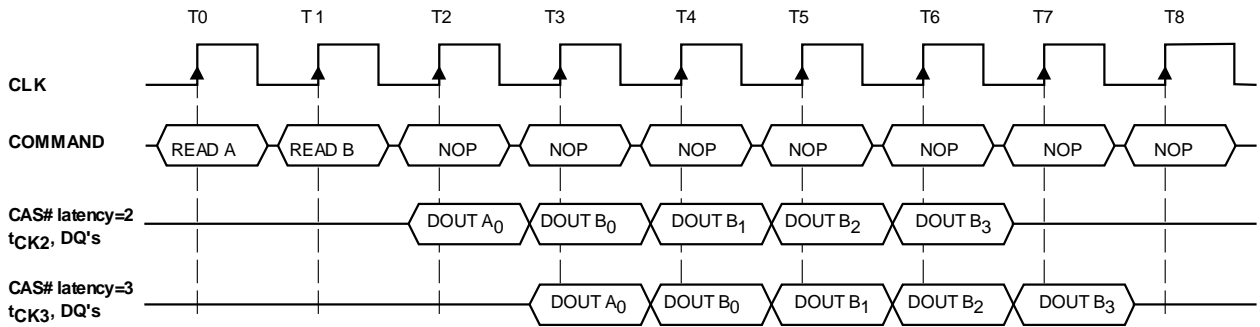 T0 T1 T2 T3 T4 T5 T6 T7 T8
CLK
COMMAND READ A READ B NOP NOP NOP NOP NOP NOP NOP
CAS# latency=2
tCK2, DQ's DOUT A0 DOUT B0 DOUT B1 DOUT B2 DOUT B3
CAS# latency=3
tCK3, DQ's DOUT A0 DOUT B0 DOUT B1 DOUT B2 DOUT B3